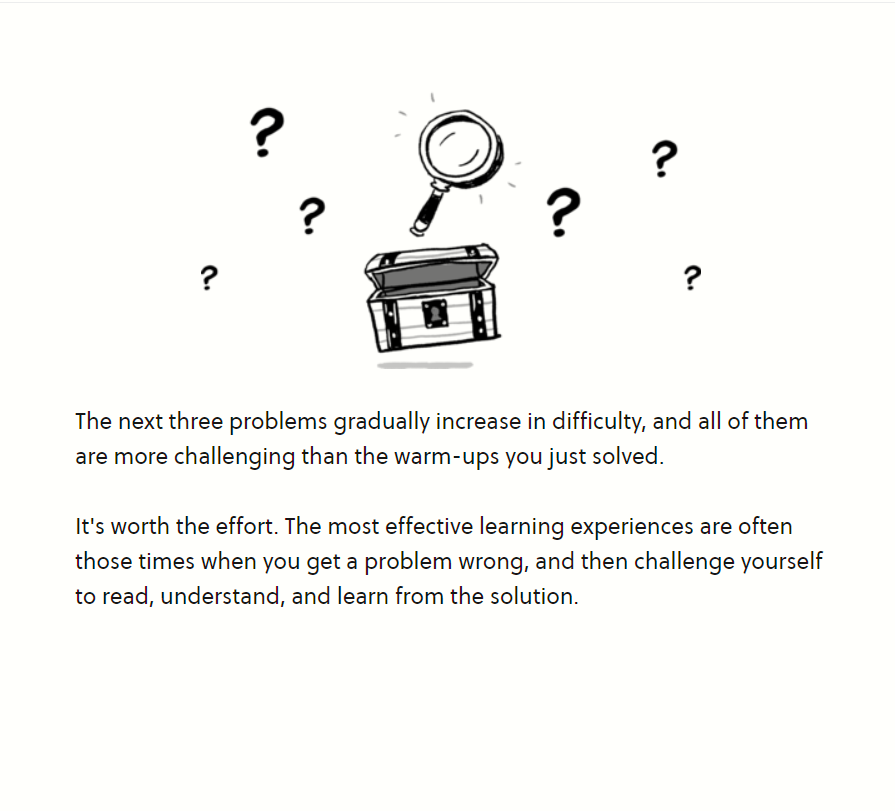 ?
?
?
?
?
?
The next three problems gradually increase in difficulty, and all of them
are more challenging than the warm-ups you just solved.
It's worth the effort. The most effective learning experiences are often
those times when you get a problem wrong, and then challenge yourself
to read, understand, and learn from the solution.